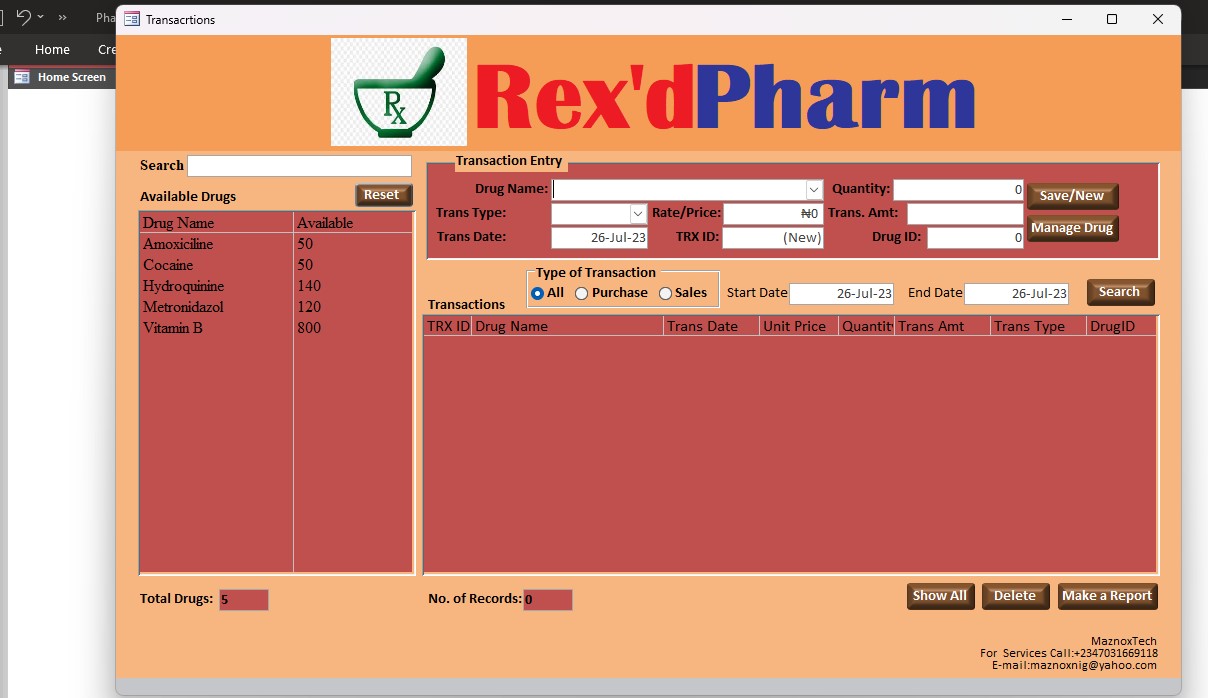 Pha
Transacrtions
Home
Cre
Home Screen
Rx
Rex'dPharm
Search
Available Drugs
Reset
Drug Name Available
Amoxiciline 50
Cocaine 50
Hydroquinine 140
Metronidazol 120
Vitamin B 800
Total Drugs: 5
Transaction Entry
Drug Name: Quantity: 0 Save/New
Trans Type: Rate/Price: ₦0 Trans. Amt:
Manage Drug
Trans Date: 26-Jul-23 TRX ID: (New) Drug ID: 0
Type of Transaction
All Purchase Sales Start Date 26-Jul-23 End Date 26-Jul-23 Search
Transactions
TRX ID Drug Name Trans Date Unit Price Quantit Trans Amt Trans Type DrugID
No. of Records: 0
Show All Delete Make a Report
MaznoxTech
For Services Call:+2347031669118
E-mail:maznoxnig@yahoo.com